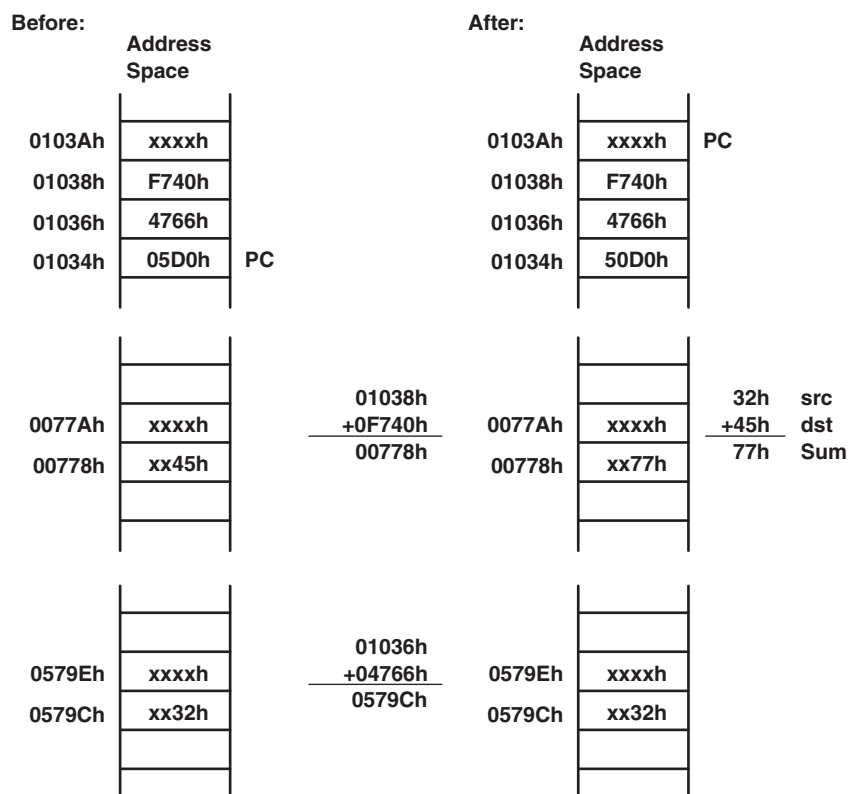 Before:
After:
Address
Space
Address
Space
0103Ah xxxxh
0103Ah xxxxh PC
01038h F740h
01038h F740h
01036h 4766h
01036h 4766h
01034h 05D0h PC
01034h 50D0h
01038h
32h src
0077Ah xxxxh
+0F740h
0077Ah xxxxh
+45h dst
00778h xx45h
00778h
00778h xx77h
77h Sum
01036h
0579Eh xxxxh
+04766h
0579Eh xxxxh
0579Ch xx32h
0579Ch
0579Ch xx32h